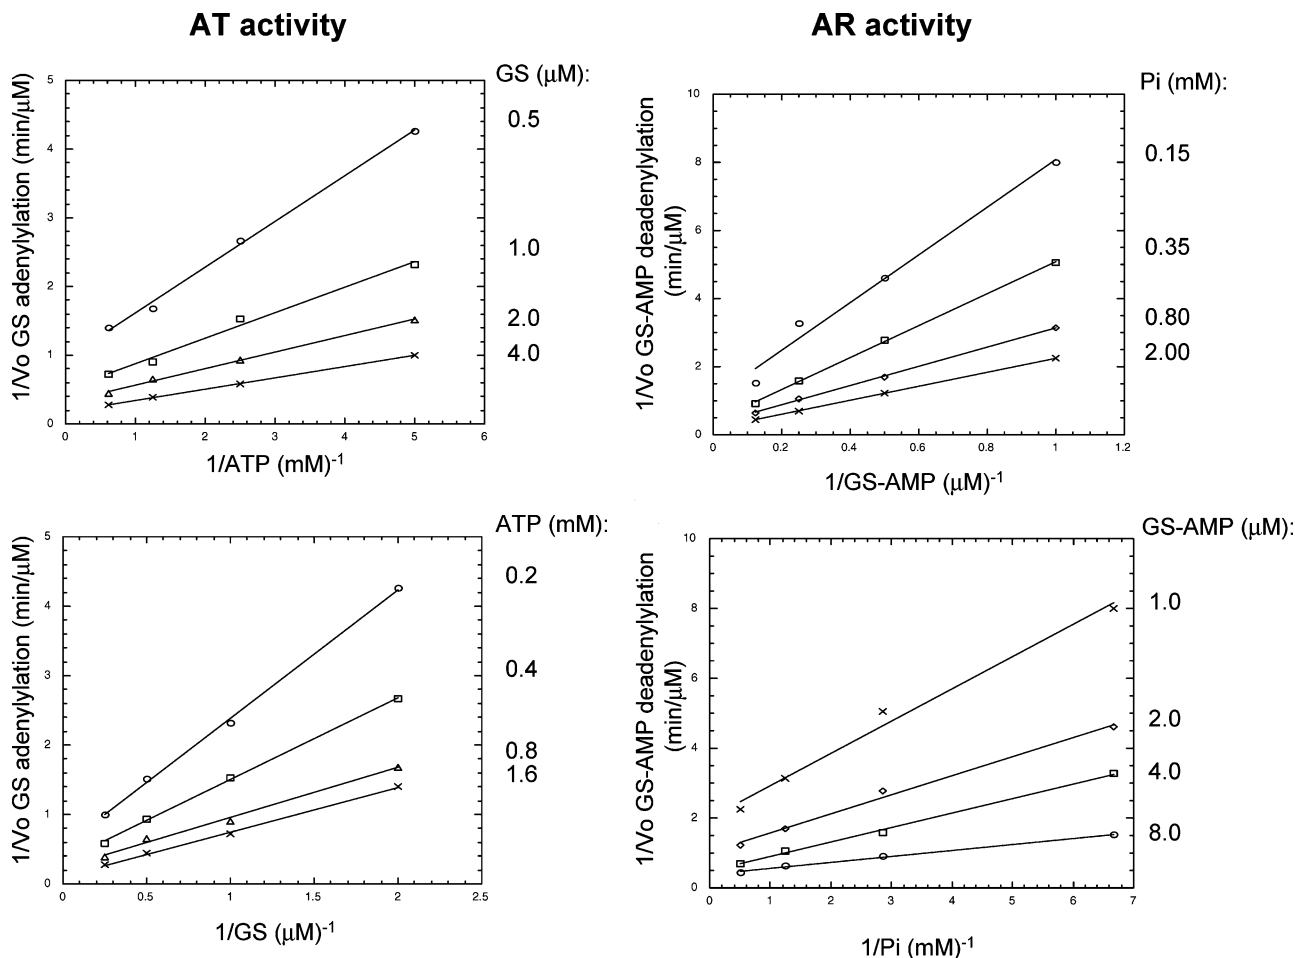 AT activity
AR activity
1/Vo GS adenylylation (min/μM)
5
4
3
2
1
0
0 1 2 3 4 5 6
1/ATP (mM)-1
GS (μM):
0.5
1.0
2.0
4.0
1/Vo GS-AMP deadenylylation
(min/μM)
10
8
6
4
2
0
0 0.2 0.4 0.6 0.8 1 1.2
1/GS-AMP (μM)-1
Pi (mM):
0.15
0.35
0.80
2.00
1/Vo GS adenylylation (min/μM)
5
4
3
2
1
0
0 0.5 1 1.5 2 2.5
1/GS (μM)-1
ATP (mM):
0.2
0.4
0.8
1.6
1/Vo GS-AMP deadenylylation
(min/μM)
10
8
6
4
2
0
0 1 2 3 4 5 6 7
1/Pi (mM)-1
GS-AMP (μM):
1.0
2.0
4.0
8.0